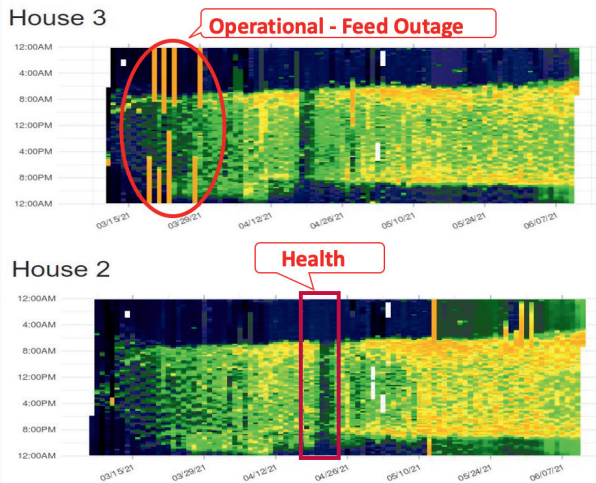 House 3
Operational - Feed Outage
12:00AM
4:00AM
8:00AM
12:00PM
4:00PM
8:00PM
12:00AM
03/15/21
03/29/21
04/12/21
04/26/21
05/10/21
05/24/21
06/07/21
Health
House 2
12:00AM
4:00AM
8:00AM
12:00PM
4:00PM
8:00PM
12:00AM
03/15/21
03/29/21
04/12/21
04/26/21
05/10/21
05/24/21
06/07/21